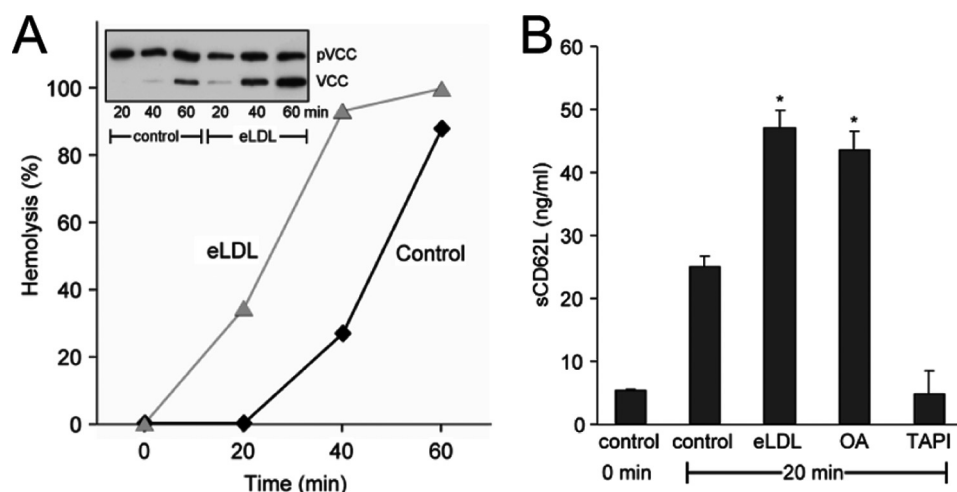 A
pVCC
VCC
20 40 60 20 40 60 min
control eLDL
100
80
60
40
20
0
Hemolysis (%)
eLDL
Control
0 20 40 60
Time (min)
B
60
50
40
30
20
10
0
sCD62L (ng/ml)
* *
control control eLDL OA TAPI
0 min 20 min